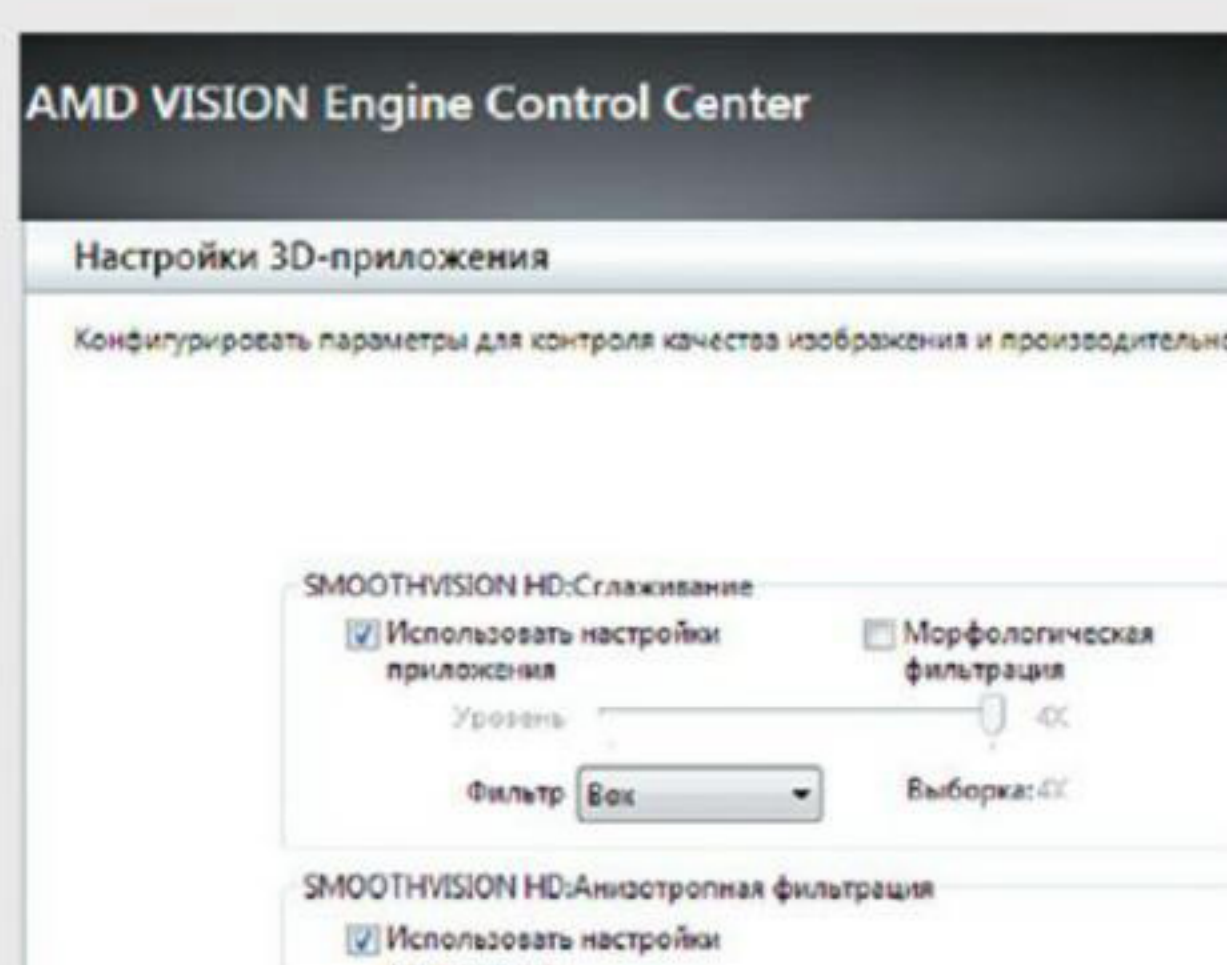 AMD VISION Engine Control Center
Настройки 3D-приложения
Конфигурировать параметры для контроля качества изображения и производительно
SMOOTHVISION HD:Сглаживание
Использовать настройки приложения
Морфологическая фильтрация
Уровень 4X
Фильтр Box Выборка:4X
SMOOTHVISION HD:Анизотропная фильтрация
Использовать настройки